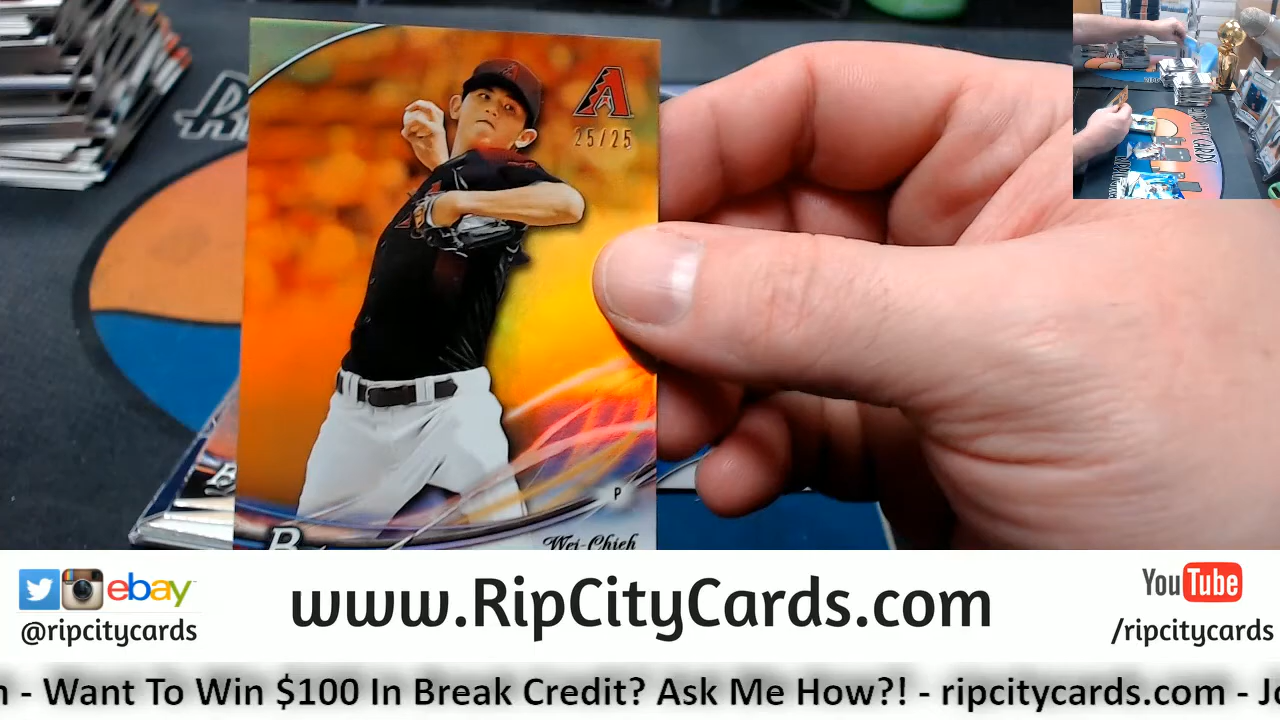 A
25/25
P
B
Wei-Chieh
ebay
@ripcitycards
www.RipCityCards.com
YouTube
/ripcitycards
- Want To Win $100 In Break Credit? Ask Me How?! - ripcitycards.com -